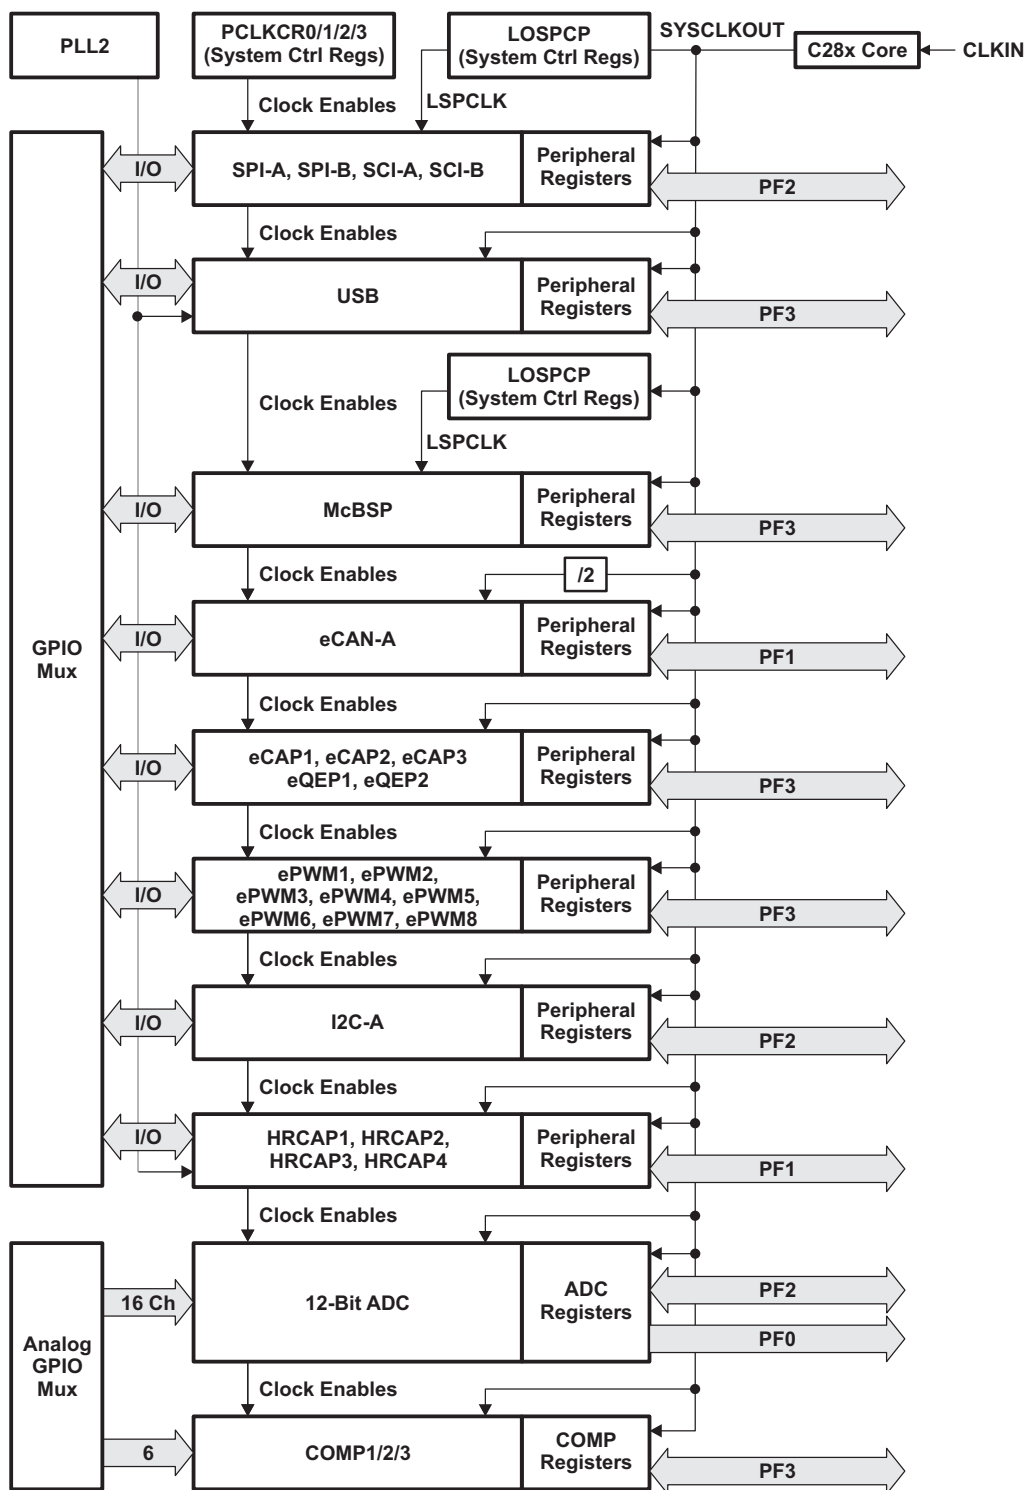 PLL2
PCLKCR0/1/2/3
(System Ctrl Regs)
LOSPCP
(System Ctrl Regs)
SYSCLKOUT
C28x Core
CLKIN
Clock Enables
LSPCLK
I/O
SPI-A, SPI-B, SCI-A, SCI-B
Peripheral
Registers
PF2
Clock Enables
I/O
USB
Peripheral
Registers
PF3
LOSPCP
(System Ctrl Regs)
Clock Enables
LSPCLK
I/O
McBSP
Peripheral
Registers
PF3
Clock Enables
/2
GPIO
Mux
I/O
eCAN-A
Peripheral
Registers
PF1
Clock Enables
I/O
eCAP1, eCAP2, eCAP3
eQEP1, eQEP2
Peripheral
Registers
PF3
Clock Enables
I/O
ePWM1, ePWM2,
ePWM3, ePWM4, ePWM5,
ePWM6, ePWM7, ePWM8
Peripheral
Registers
PF3
Clock Enables
I/O
I2C-A
Peripheral
Registers
PF2
Clock Enables
I/O
HRCAP1, HRCAP2,
HRCAP3, HRCAP4
Peripheral
Registers
PF1
Clock Enables
Analog
GPIO
Mux
16 Ch
12-Bit ADC
ADC
Registers
PF2
PF0
Clock Enables
6
COMP1/2/3
COMP
Registers
PF3